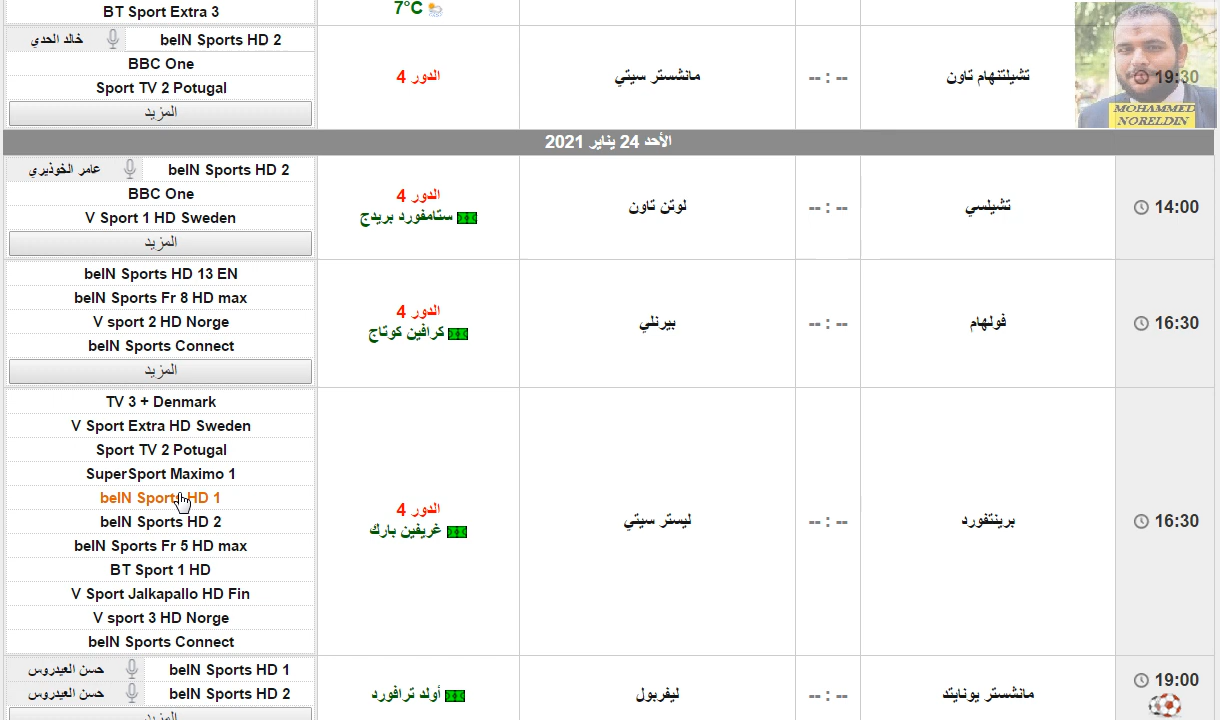 BT Sport Extra 3
7°C
19:30
تشيلتنهام تاون
-- : --
مانشستر سيتي
الدور 4
beIN Sports HD 2
خالد الحدي
BBC One
Sport TV 2 Potugal
المزيد
MOHAMMED
NORELDIN
الأحد 24 يناير 2021
14:00
تشيلسي
-- : --
لوتن تاون
الدور 4
ستامفورد بريدج
beIN Sports HD 2
عامر الخوذيري
BBC One
V Sport 1 HD Sweden
المزيد
16:30
فولهام
-- : --
بيرنلي
الدور 4
كرافين كوتاج
beIN Sports HD 13 EN
beIN Sports Fr 8 HD max
V sport 2 HD Norge
beIN Sports Connect
المزيد
16:30
برينتفورد
-- : --
ليستر سيتي
الدور 4
غريفين بارك
TV 3 + Denmark
V Sport Extra HD Sweden
Sport TV 2 Potugal
SuperSport Maximo 1
beIN Sports HD 1
beIN Sports HD 2
beIN Sports Fr 5 HD max
BT Sport 1 HD
V Sport Jalkapallo HD Fin
V sport 3 HD Norge
beIN Sports Connect
19:00
مانشستر يونايتد
-- : --
ليفربول
أولد ترافورد
beIN Sports HD 1
حسن العيدروس
beIN Sports HD 2
حسن العيدروس
المزيد